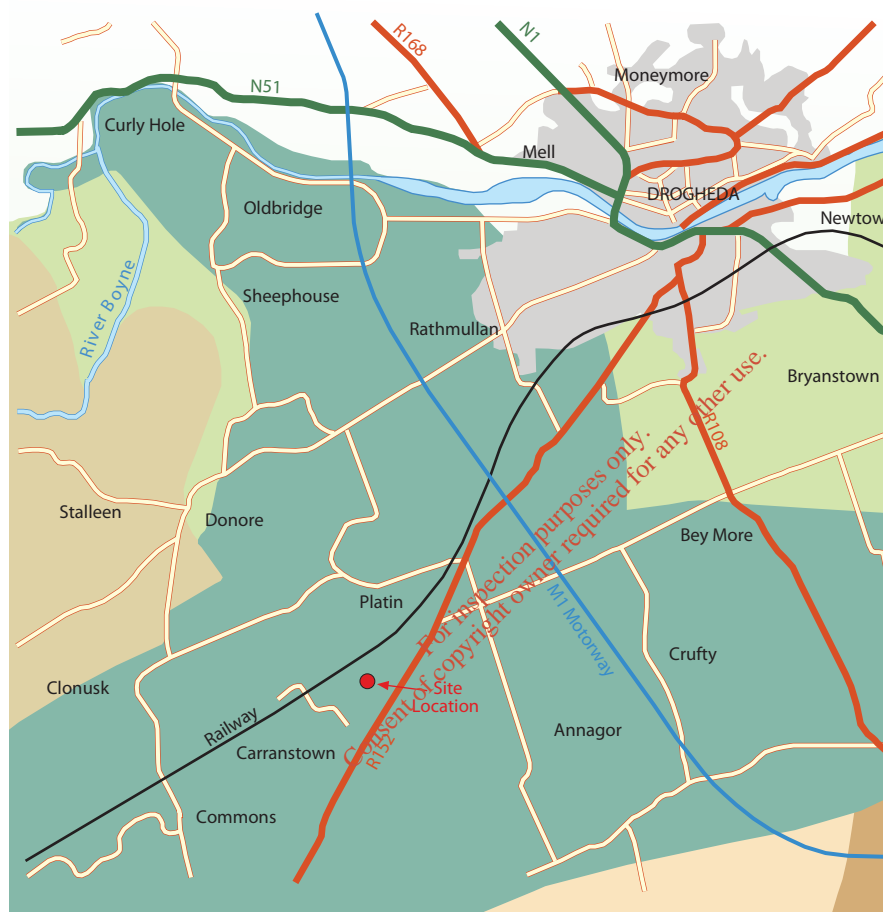 R168
N1
Moneymore
N51
Curly Hole
Mell
DROGHEDA
Oldbridge
Newtow
River Boyne
Sheephouse
Rathmullan
Bryanstown
R108
Stalleen
Donore
Bey More
Platin
M1 Motorway
Crufty
Clonusk
Site
Location
Railway
Annagor
Carranstown
R152
Commons
For inspection purposes only.
Consent of copyright owner required for any other use.